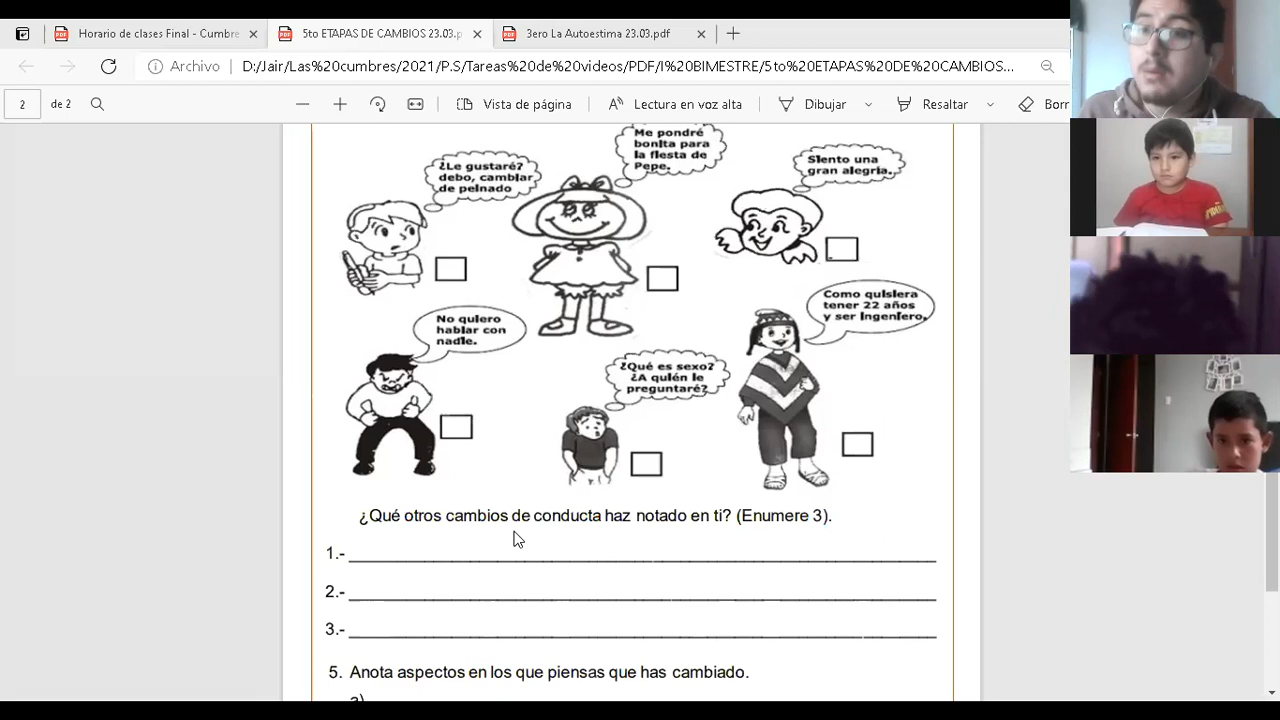 Horario de clases Final - Cumbre
5to ETAPAS DE CAMBIOS 23.03.p
3ero La Autoestima 23.03.pdf
Archivo
D:/Jair/Las%20cumbres/2021/P.S/Tareas%20de%20videos/PDF/I%20BIMESTRE/5to%20ETAPAS%20DE%20CAMBIOS...
2
de 2
Vista de página
Lectura en voz alta
Dibujar
Resaltar
Borr
¿Le gustaré?
debo, cambiar
de peinado
Me pondré
bonita para
la fiesta de
Pepe.
Siento una
gran alegria.
No quiero
hablar con
nadie.
¿Qué es sexo?
¿A quién le
preguntaré?
Como quisiera
tener 22 años
y ser ingeniero.
¿Qué otros cambios de conducta haz notado en ti? (Enumere 3).
1.-
2.-
3.-
5. Anota aspectos en los que piensas que has cambiado.
a)